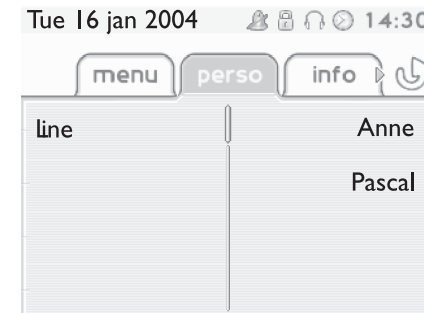 Tue 16 jan 2004 14:30
menu perso info
line Anne
Pascal